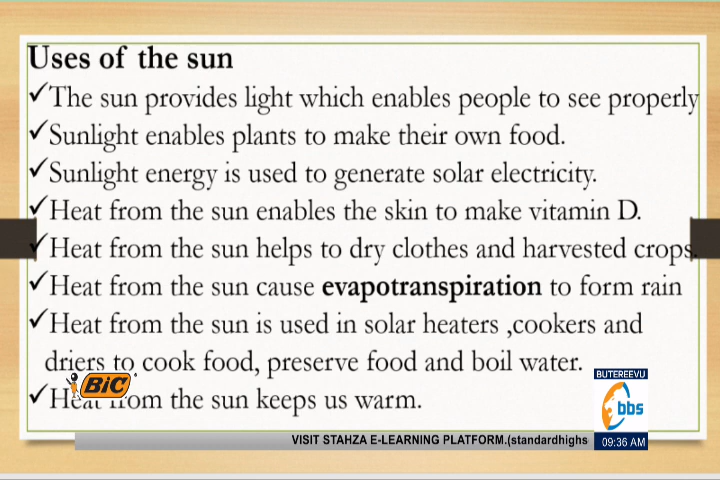 Uses of the sun
✓The sun provides light which enables people to see properly
✓Sunlight enables plants to make their own food.
✓Sunlight energy is used to generate solar electricity.
✓Heat from the sun enables the skin to make vitamin D.
✓Heat from the sun helps to dry clothes and harvested crops.
✓Heat from the sun cause evapotranspiration to form rain
✓Heat from the sun is used in solar heaters ,cookers and
driers to cook food, preserve food and boil water.
✓Heat from the sun keeps us warm.
BiC
BUTEREEVU
bbs
VISIT STAHZA E-LEARNING PLATFORM.(standardhighs
09:36 AM